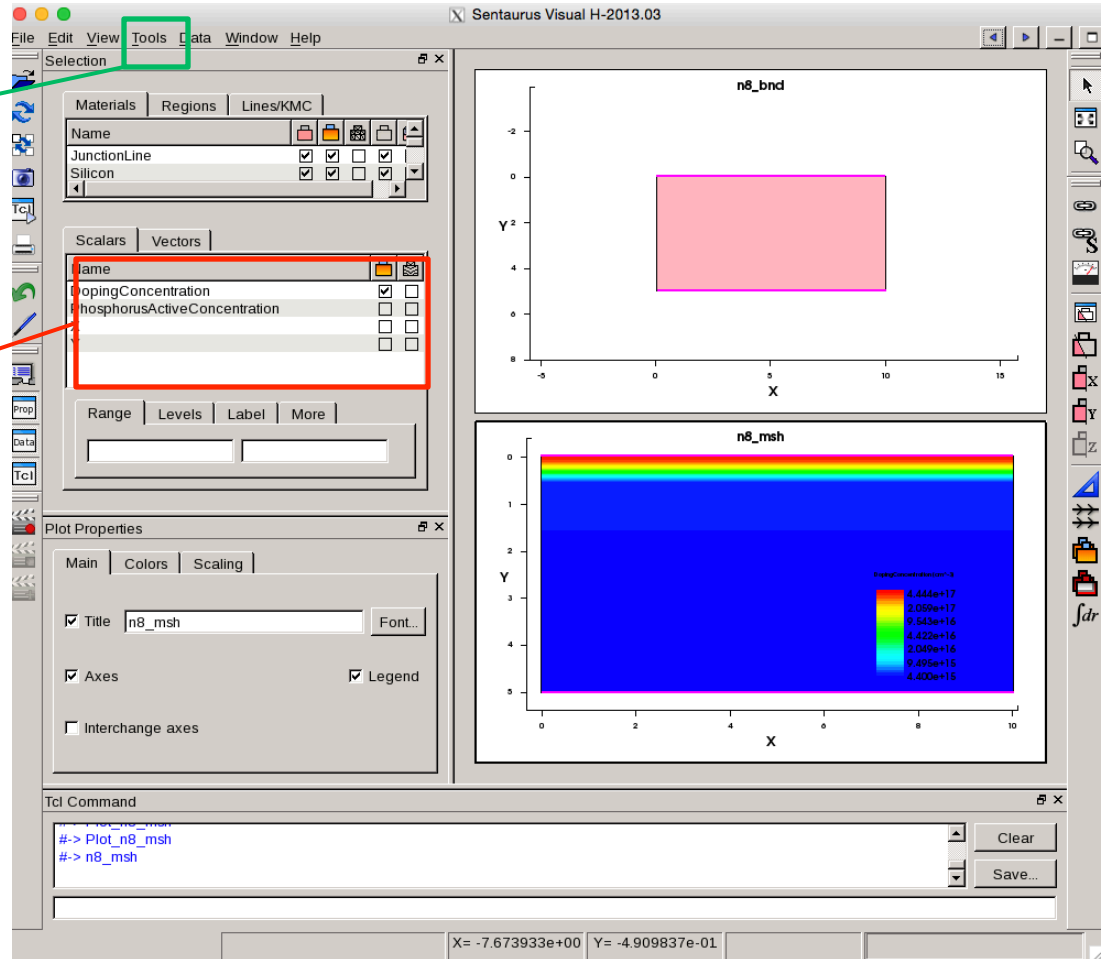 Sentaurus Visual H-2013.03
File Edit View Tools Data Window Help
Selection
Materials Regions Lines/KMC
Name
JunctionLine
Silicon
Scalars Vectors
Name
DopingConcentration
PhosphorusActiveConcentration
X
Y
Range Levels Label More
Plot Properties
Main Colors Scaling
Title n8_msh Font...
Axes Legend
Interchange axes
Tcl
Prop
Data
Tcl
n8_bnd
-2
0
Y 2
4
6
8
-5 0 5 10 15
X
n8_msh
0
1
2
Y
3
4
5
DopingConcentration
4.444e+17
2.059e+17
9.543e+16
4.422e+16
2.049e+16
9.495e+15
4.400e+15
0 2 4 6 8 10
X
S
X
Y
Z
∫dr
Tcl Command
#-> Plot_n8_msh
#-> n8_msh
Clear
Save...
X= -7.673933e+00 Y= -4.909837e-01